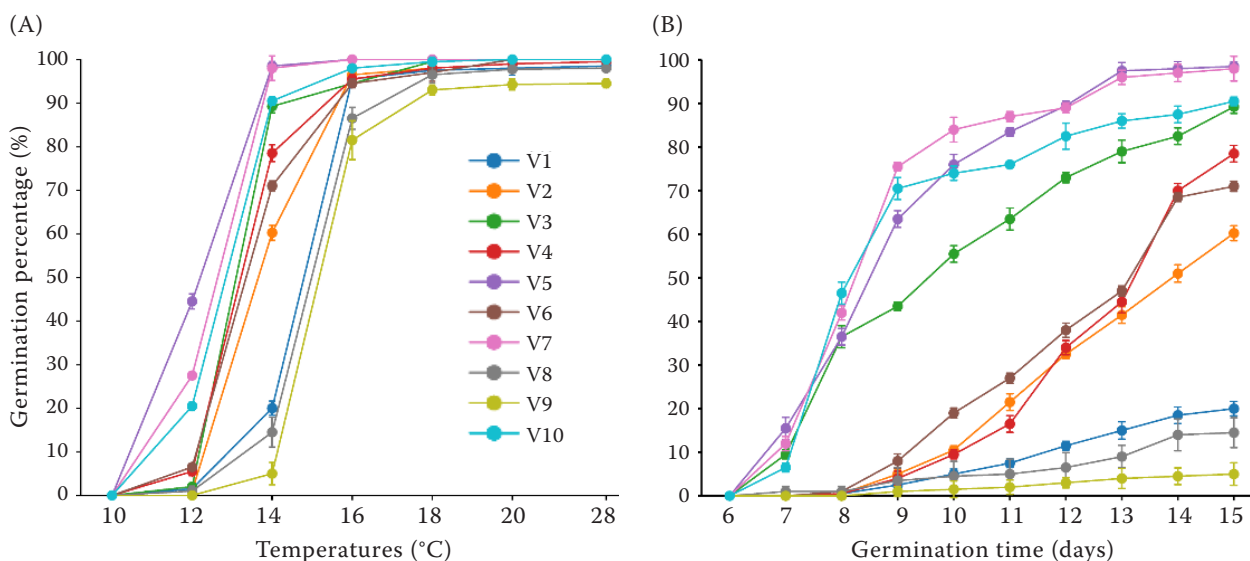 (A)
Germination percentage (%)
100
90
80
70
60
50
40
30
20
10
0
10 12 14 16 18 20 28
Temperatures (°C)
V1
V2
V3
V4
V5
V6
V7
V8
V9
V10
(B)
100
90
80
70
60
50
40
30
20
10
0
6 7 8 9 10 11 12 13 14 15
Germination time (days)